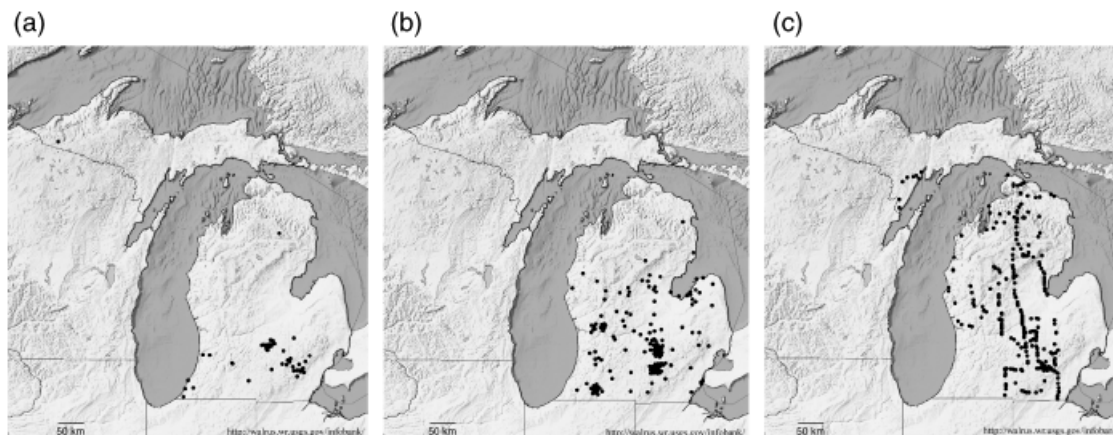 (a)
(b)
(c)
50 km
http://walrus.wr.usgs.gov/infobank/
50 km
http://walrus.wr.usgs.gov/infobank/
50 km
http://walrus.wr.usgs.gov/infoban